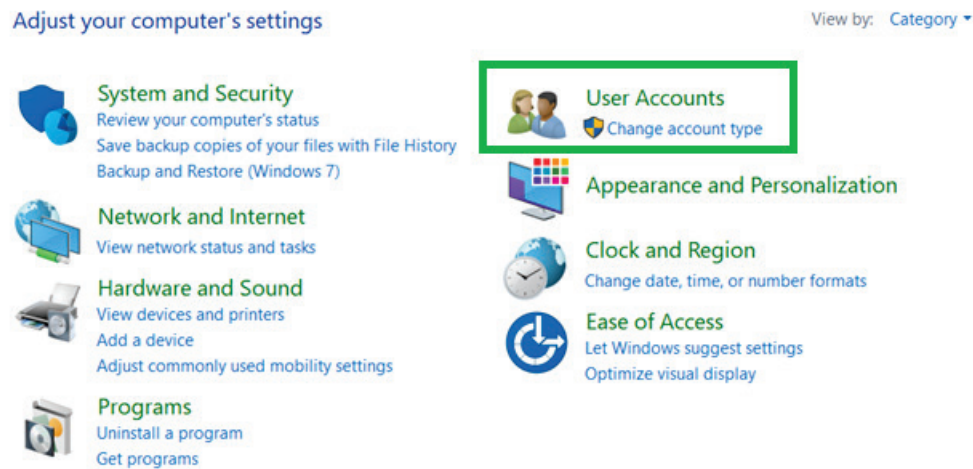 Adjust your computer's settings
View by: Category
System and Security
Review your computer's status
Save backup copies of your files with File History
Backup and Restore (Windows 7)
Network and Internet
View network status and tasks
Hardware and Sound
View devices and printers
Add a device
Adjust commonly used mobility settings
Programs
Uninstall a program
Get programs
User Accounts
Change account type
Appearance and Personalization
Clock and Region
Change date, time, or number formats
Ease of Access
Let Windows suggest settings
Optimize visual display